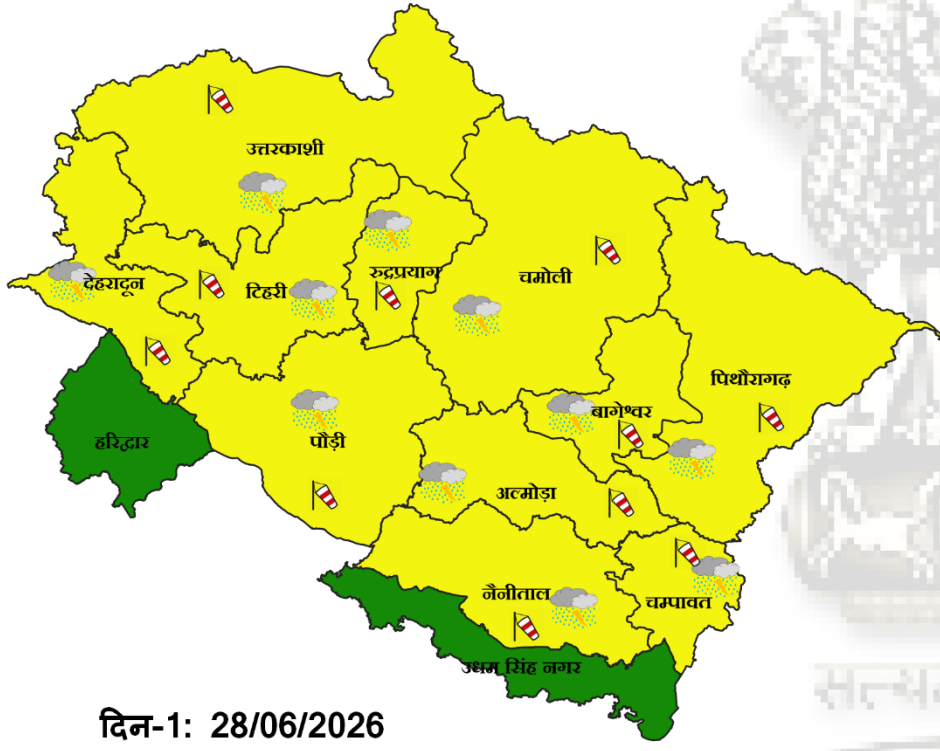 उत्तरकाशी
देहरादून
टिहरी
रुद्रप्रयाग
चमोली
पिथौरागढ़
हरिद्वार
पौड़ी
बागेश्वर
अल्मोड़ा
नैनीताल
चम्पावत
उधम सिंह नगर
दिन-1: 28/06/2026